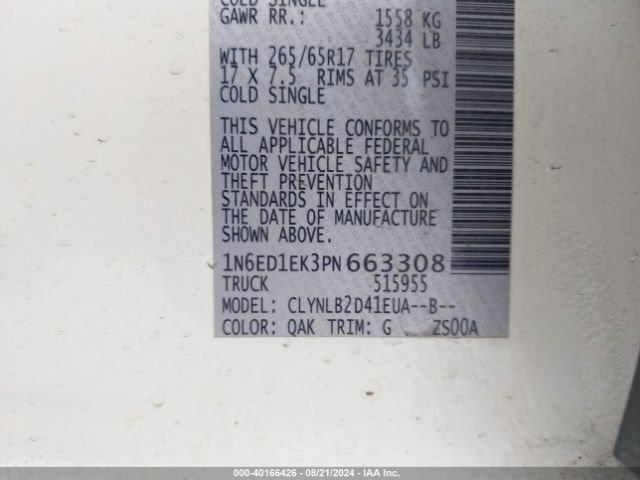 COLD SINGLE
GAWR RR.: 1558 KG
3434 LB
WITH 265/65R17 TIRES
17 X 7.5 RIMS AT 35 PSI
COLD SINGLE
THIS VEHICLE CONFORMS TO
ALL APPLICABLE FEDERAL
MOTOR VEHICLE SAFETY AND
THEFT PREVENTION
STANDARDS IN EFFECT ON
THE DATE OF MANUFACTURE
SHOWN ABOVE.
1N6ED1EK3PN663308
TRUCK 515955
MODEL: CLYNLB2D41EUA--B--
COLOR: QAK TRIM: G ZS00A
000-40166426 - 08/21/2024 - IAA Inc.